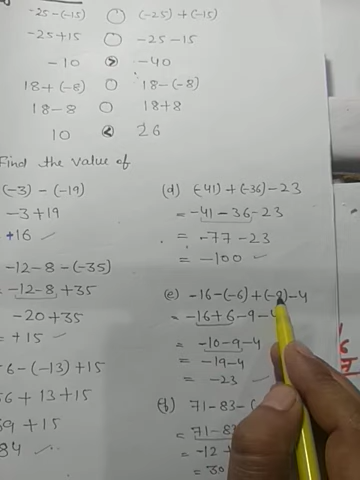 -25-(-15) ○ (-25)+(-15)
-25+15 ○ -25-15
-10 > -40
18+(-8) ○ 18-(-8)
18-8 ○ 18+8
10 < 26
Find the value of
(-3) - (-19)
-3+19
+16
-12-8-(-35)
-12-8+35
-20+35
= +15
6-(-13)+15
56+13+15
69+15
84
(d) (-41)+(-36)-23
= -41-36-23
= -77-23
= -100
(e) -16-(-6)+(-9)-4
= -16+6-9-4
= -10-9-4
= -19-4
= -23
(f) 71-83-(
= 71-83
= -12+
= 30